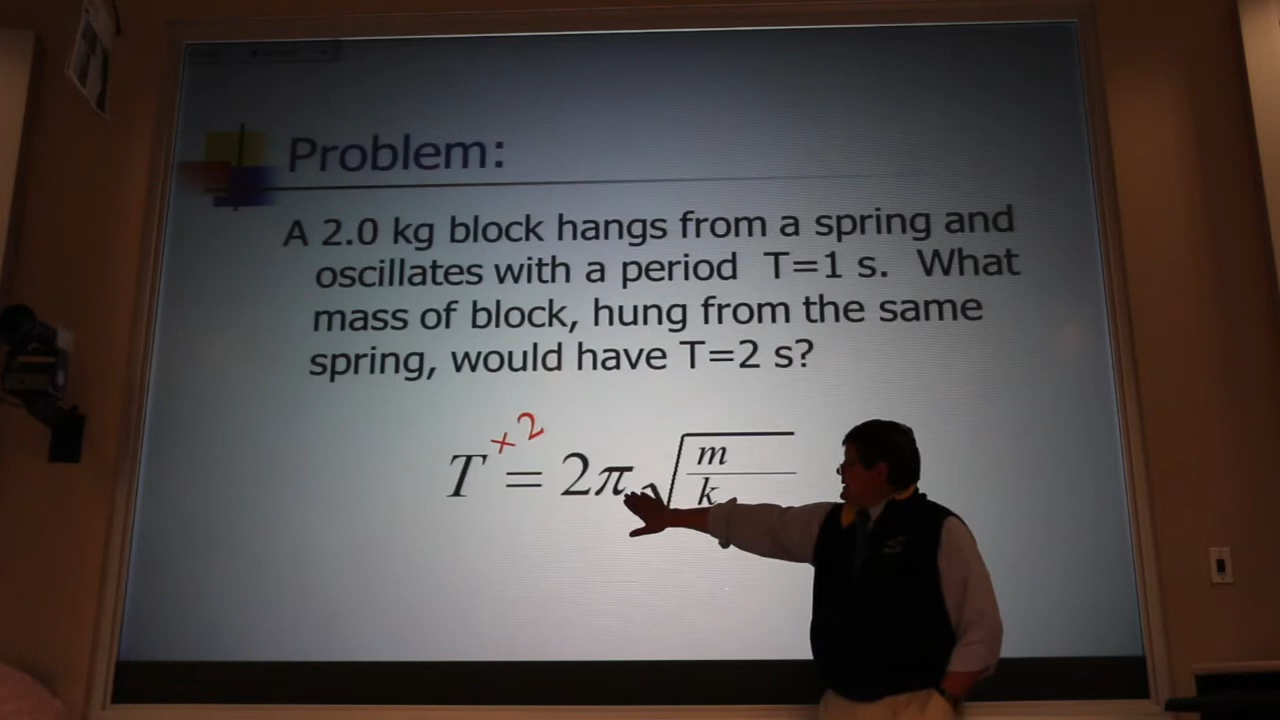 Problem:
A 2.0 kg block hangs from a spring and
oscillates with a period T=1 s. What
mass of block, hung from the same
spring, would have T=2 s?
×2
T = 2π√(m/k)